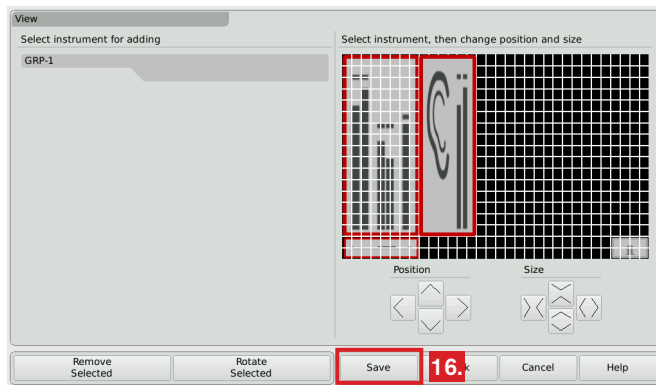 View
Select instrument for adding
Select instrument, then change position and size
GRP-1
Position
Size
Remove
Selected
Rotate
Selected
Save
16.
k
Cancel
Help